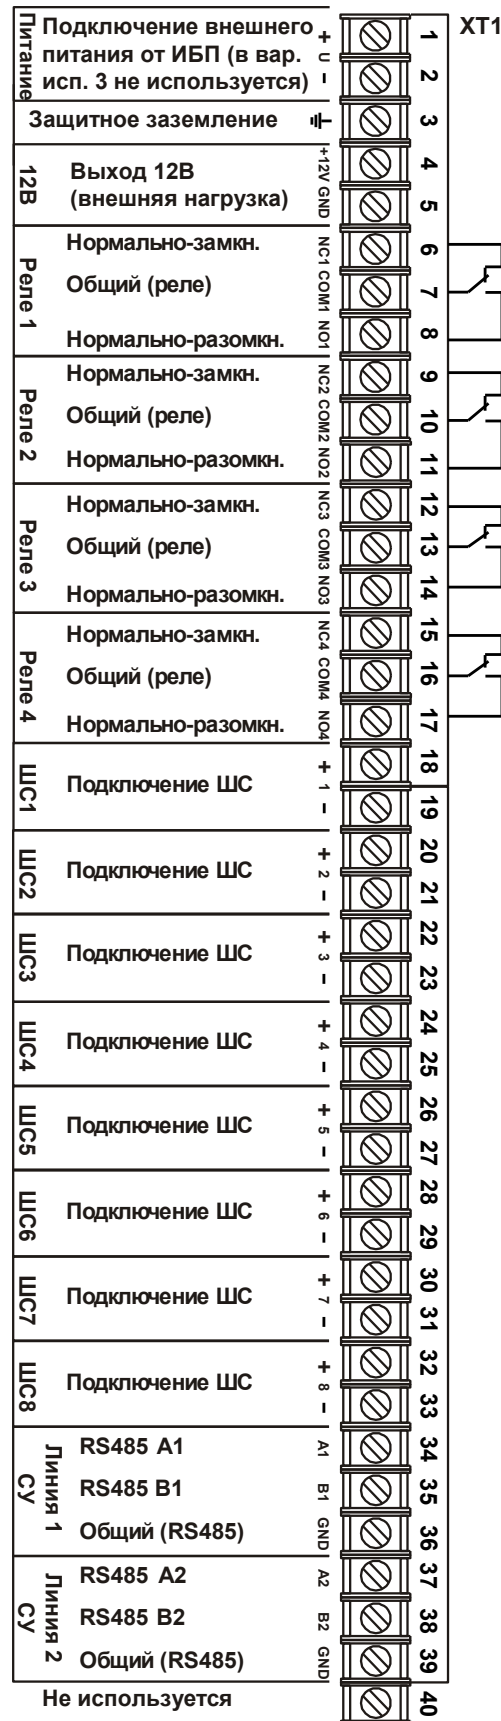 XT1
Питание
Подключение внешнего
питания от ИБП (в вар.
исп. 3 не используется)
+ U –
1
2
Защитное заземление
3
12В
Выход 12В
(внешняя нагрузка)
+12V GND
4
5
Реле 1
Нормально-замкн.
Общий (реле)
Нормально-разомкн.
NC1 COM1 NO1
6
7
8
Реле 2
Нормально-замкн.
Общий (реле)
Нормально-разомкн.
NC2 COM2 NO2
9
10
11
Реле 3
Нормально-замкн.
Общий (реле)
Нормально-разомкн.
NC3 COM3 NO3
12
13
14
Реле 4
Нормально-замкн.
Общий (реле)
Нормально-разомкн.
NC4 COM4 NO4
15
16
17
ШС1
Подключение ШС
+ 1 –
18
19
ШС2
Подключение ШС
+ 2 –
20
21
ШС3
Подключение ШС
+ 3 –
22
23
ШС4
Подключение ШС
+ 4 –
24
25
ШС5
Подключение ШС
+ 5 –
26
27
ШС6
Подключение ШС
+ 6 –
28
29
ШС7
Подключение ШС
+ 7 –
30
31
ШС8
Подключение ШС
+ 8 –
32
33
Линия 1
СУ
RS485 A1
RS485 B1
Общий (RS485)
A1 B1 GND
34
35
36
Линия 2
СУ
RS485 A2
RS485 B2
Общий (RS485)
A2 B2 GND
37
38
39
Не используется
40